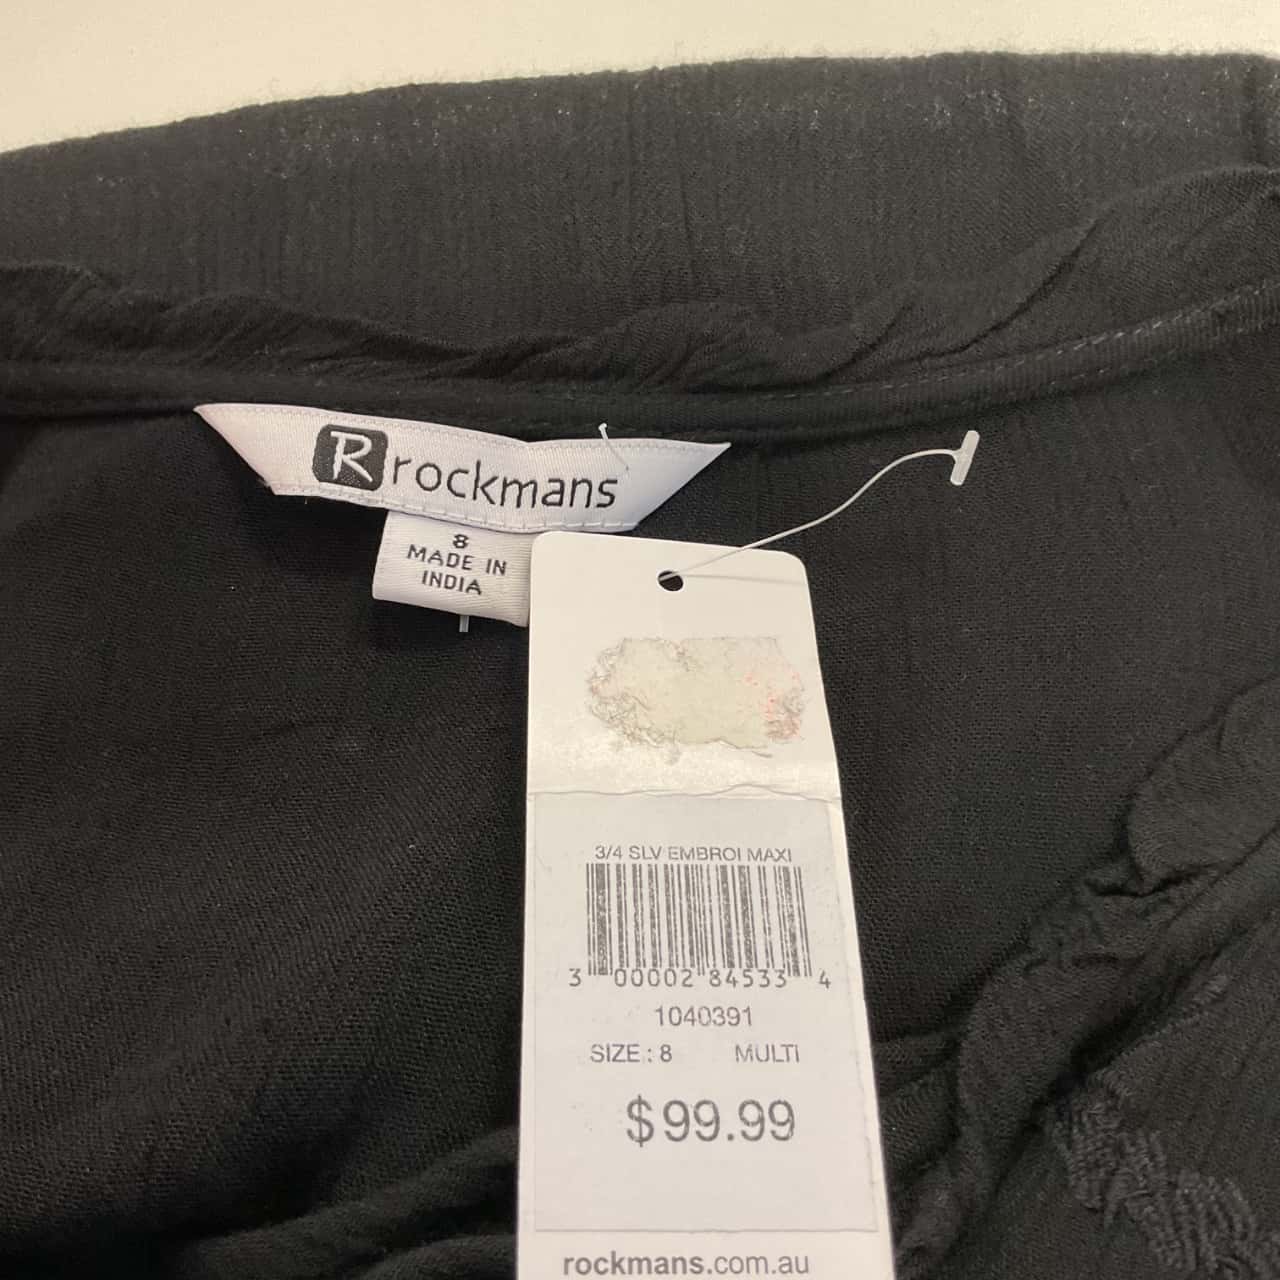 R rockmans
8
MADE IN
INDIA
3/4 SLV EMBROI MAXI
3 00002 84533 4
1040391
SIZE: 8 MULTI
$99.99
rockmans.com.au